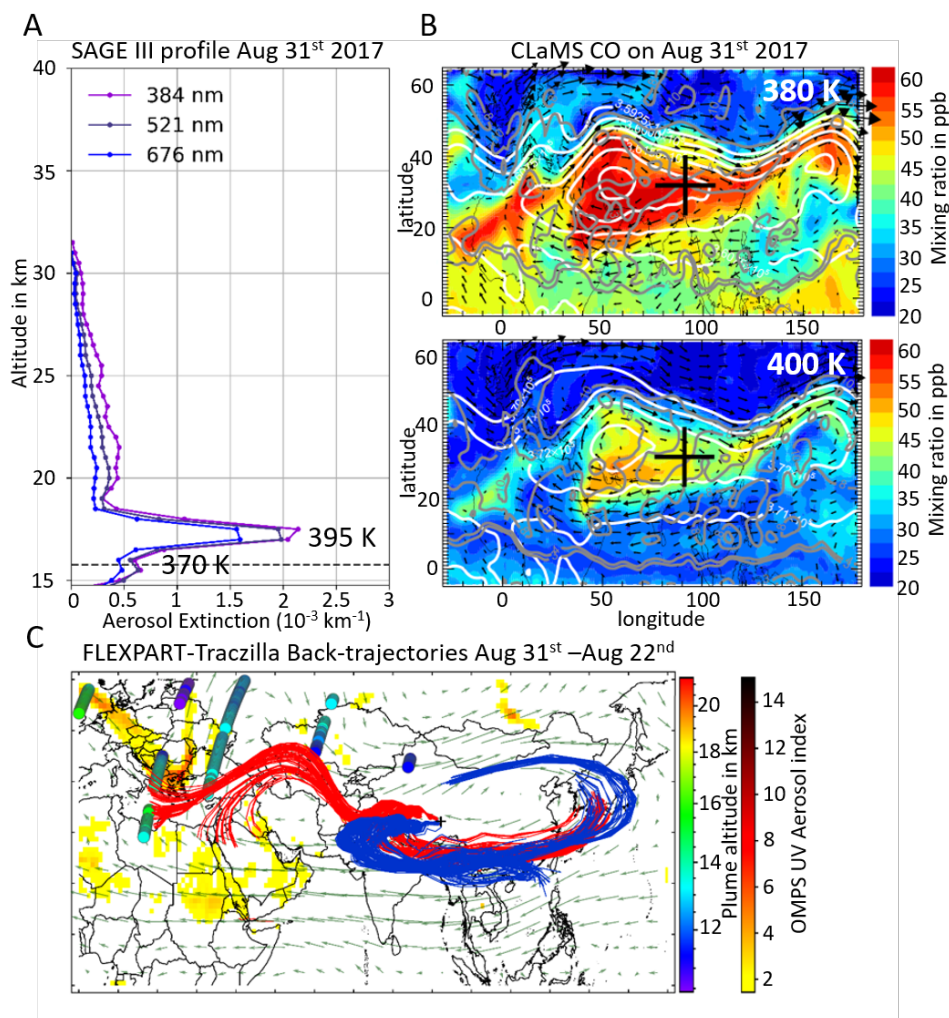 A
SAGE III profile Aug 31st 2017
40
35
30
25
20
15
Altitude in km
384 nm
521 nm
676 nm
395 K
370 K
0
0.5
1
1.5
2
2.5
3
Aerosol Extinction (10-3 km-1)
B
CLaMS CO on Aug 31st 2017
380 K
60
40
20
0
latitude
0
50
100
150
60
55
50
45
40
35
30
25
20
Mixing ratio in ppb
400 K
60
40
20
0
latitude
0
50
100
150
longitude
60
55
50
45
40
35
30
25
20
Mixing ratio in ppb
C
FLEXPART-Traczilla Back-trajectories Aug 31st –Aug 22nd
20
18
16
14
12
Plume altitude in km
14
12
10
8
6
4
2
OMPS UV Aerosol index